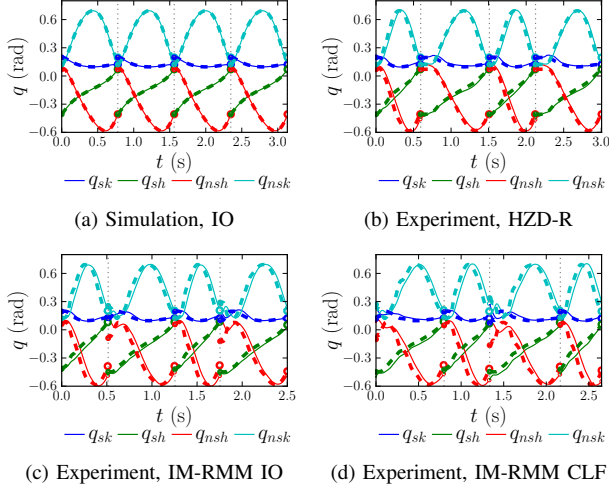 q (rad)
0.6
0.3
0.0
−0.3
−0.6
0.0 0.5 1.0 1.5 2.0 2.5 3.0
t (s)
q_sk q_sh q_nsh q_nsk
(a) Simulation, IO
q (rad)
0.6
0.3
0.0
−0.3
−0.6
0.0 0.5 1.0 1.5 2.0 2.5 3.0
t (s)
q_sk q_sh q_nsh q_nsk
(b) Experiment, HZD-R
q (rad)
0.6
0.3
0.0
−0.3
−0.6
0.0 0.5 1.0 1.5 2.0 2.5
t (s)
q_sk q_sh q_nsh q_nsk
(c) Experiment, IM-RMM IO
q (rad)
0.6
0.3
0.0
−0.3
−0.6
0.0 0.5 1.0 1.5 2.0 2.5
t (s)
q_sk q_sh q_nsh q_nsk
(d) Experiment, IM-RMM CLF